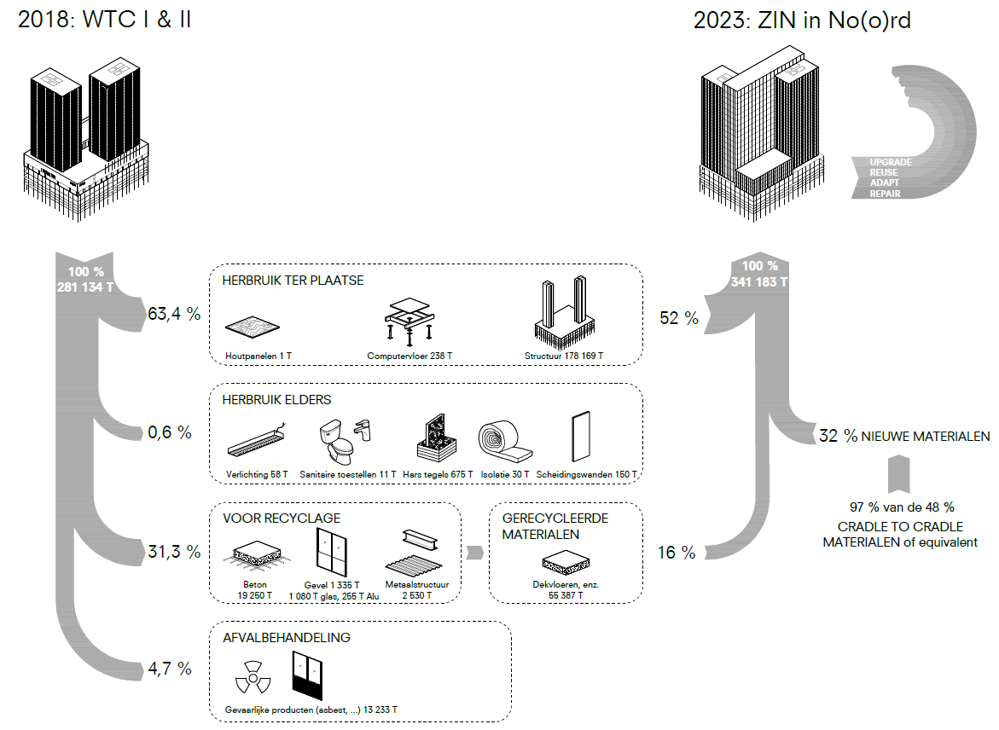 2018: WTC I & II
2023: ZIN in No(o)rd
UPGRADE
REUSE
ADAPT
REPAIR
100 %
281 134 T
63,4 %
HERBRUIK TER PLAATSE
Houtpanelen 1 T
Computervloer 238 T
Structuur 178 169 T
100 %
341 183 T
52 %
0,6 %
HERBRUIK ELDERS
Verlichting 58 T
Sanitaire toestellen 11 T
Hars tegels 675 T
Isolatie 30 T
Scheidingswanden 150 T
32 % NIEUWE MATERIALEN
97 % van de 48 %
CRADLE TO CRADLE
MATERIALEN of equivalent
31,3 %
VOOR RECYCLAGE
Beton
19 250 T
Gevel 1 335 T
1 080 T glas, 255 T Alu
Metaalstructuur
2 530 T
GERECYCLEERDE
MATERIALEN
Dekvloeren, enz.
55 387 T
16 %
4,7 %
AFVALBEHANDELING
Gevaarlijke producten (asbest, ...) 13 233 T